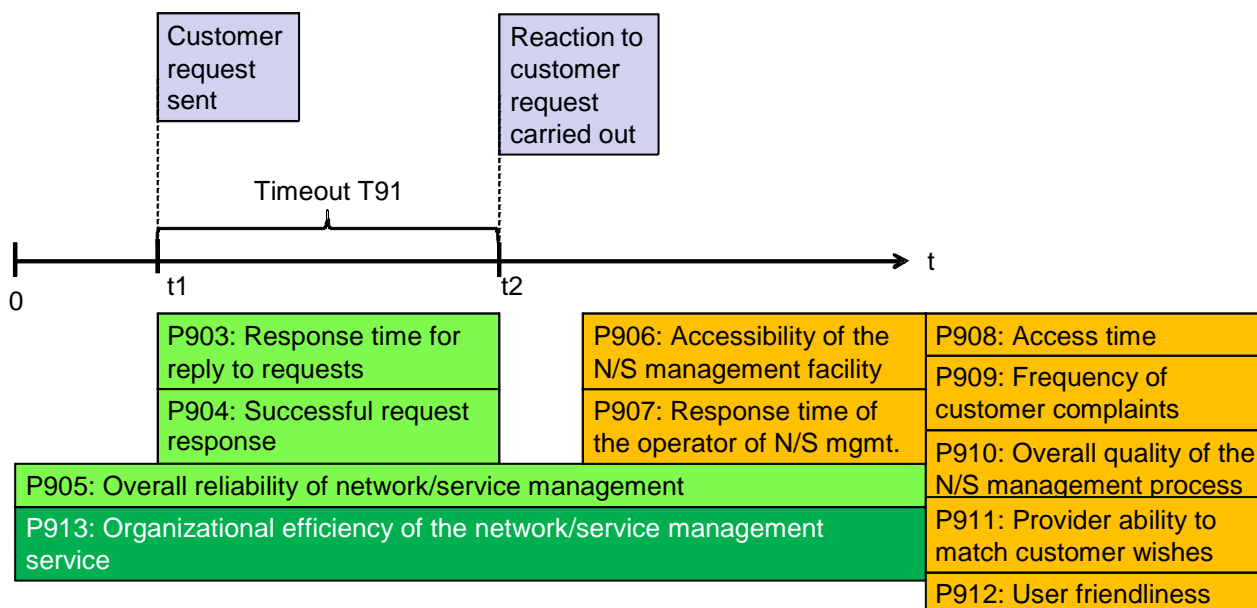 Customer
request
sent
Reaction to
customer
request
carried out
Timeout T91
t
0
t1
t2
P903: Response time for
reply to requests
P904: Successful request
response
P905: Overall reliability of network/service management
P913: Organizational efficiency of the network/service management
service
P906: Accessibility of the
N/S management facility
P907: Response time of
the operator of N/S mgmt.
P908: Access time
P909: Frequency of
customer complaints
P910: Overall quality of the
N/S management process
P911: Provider ability to
match customer wishes
P912: User friendliness